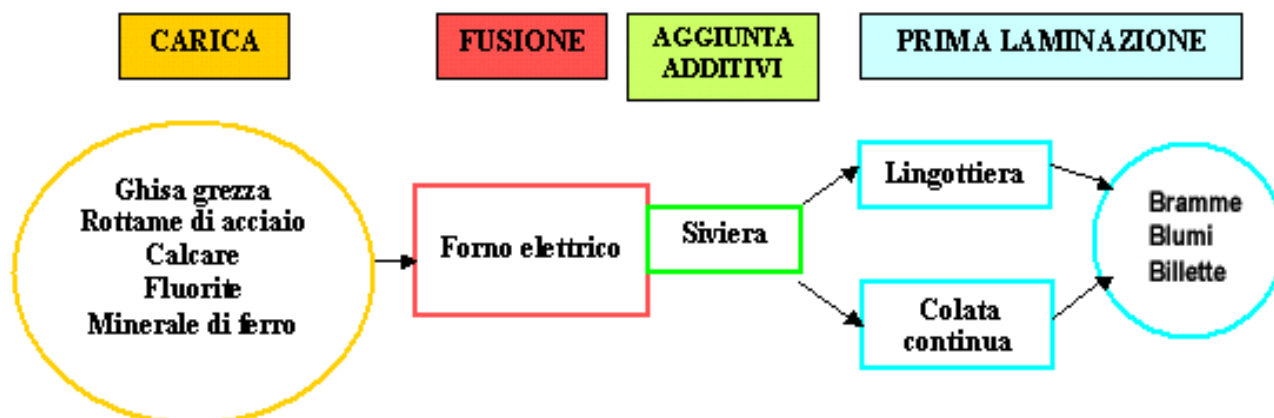 CARICA
FUSIONE
AGGIUNTA
ADDITIVI
PRIMA LAMINAZIONE
Ghisa grezza
Rottame di acciaio
Calcare
Fluorite
Minerale di ferro
Forno elettrico
Siviera
Lingottiera
Colata
continua
Bramme
Blumi
Billette